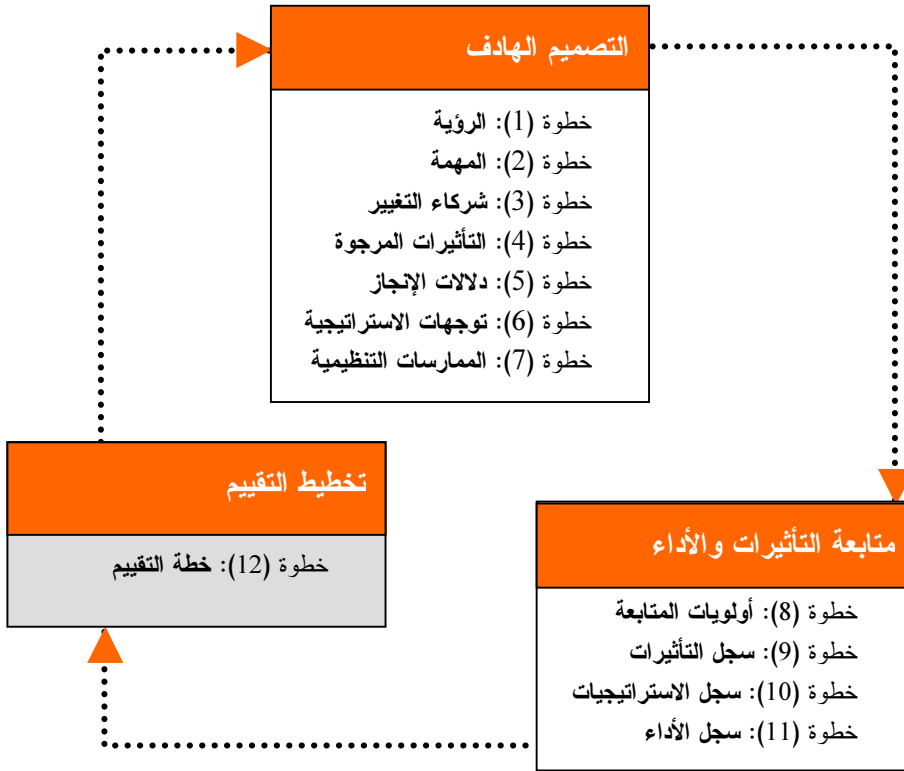 التصميم الهادف
خطوة (1): الرؤية
خطوة (2): المهمة
خطوة (3): شركاء التغيير
خطوة (4): التأثيرات المرجوة
خطوة (5): دلالات الإنجاز
خطوة (6): توجهات الاستراتيجية
خطوة (7): الممارسات التنظيمية
متابعة التأثيرات والأداء
خطوة (8): أولويات المتابعة
خطوة (9): سجل التأثيرات
خطوة (10): سجل الاستراتيجيات
خطوة (11): سجل الأداء
تخطيط التقييم
خطوة (12): خطة التقييم